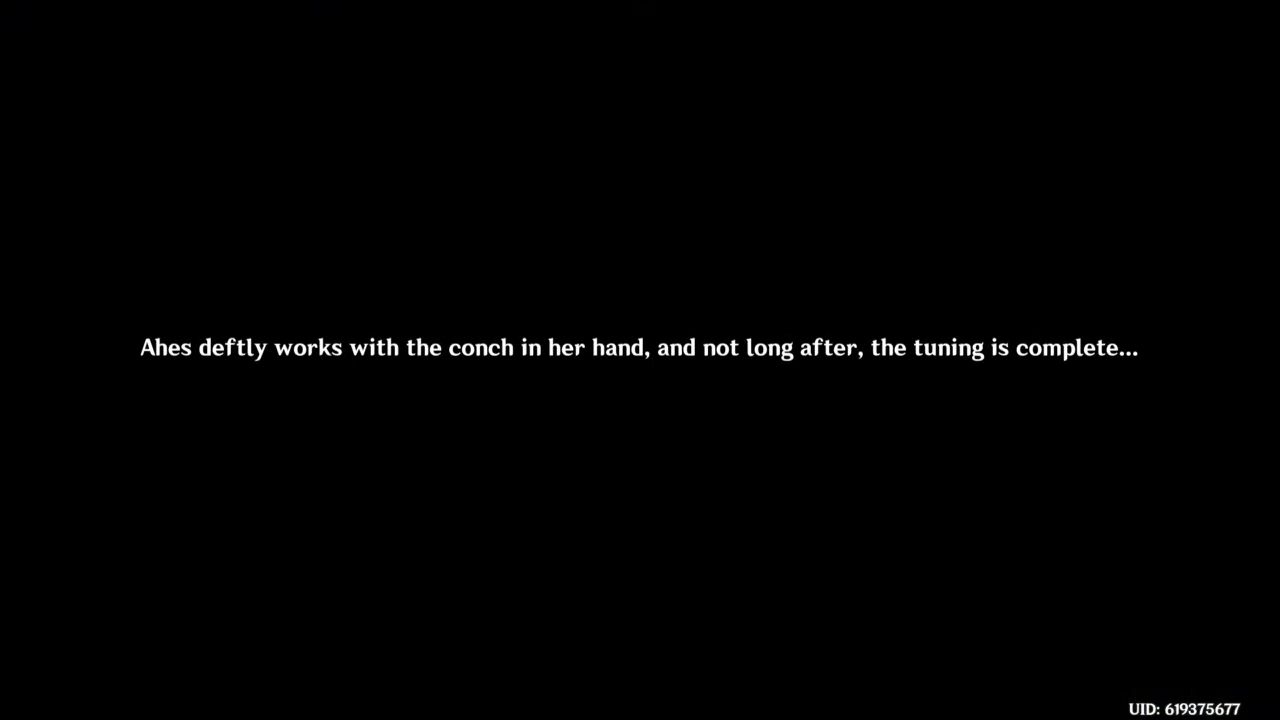 Ahes deftly works with the conch in her hand, and not long after, the tuning is complete...
UID: 619375677